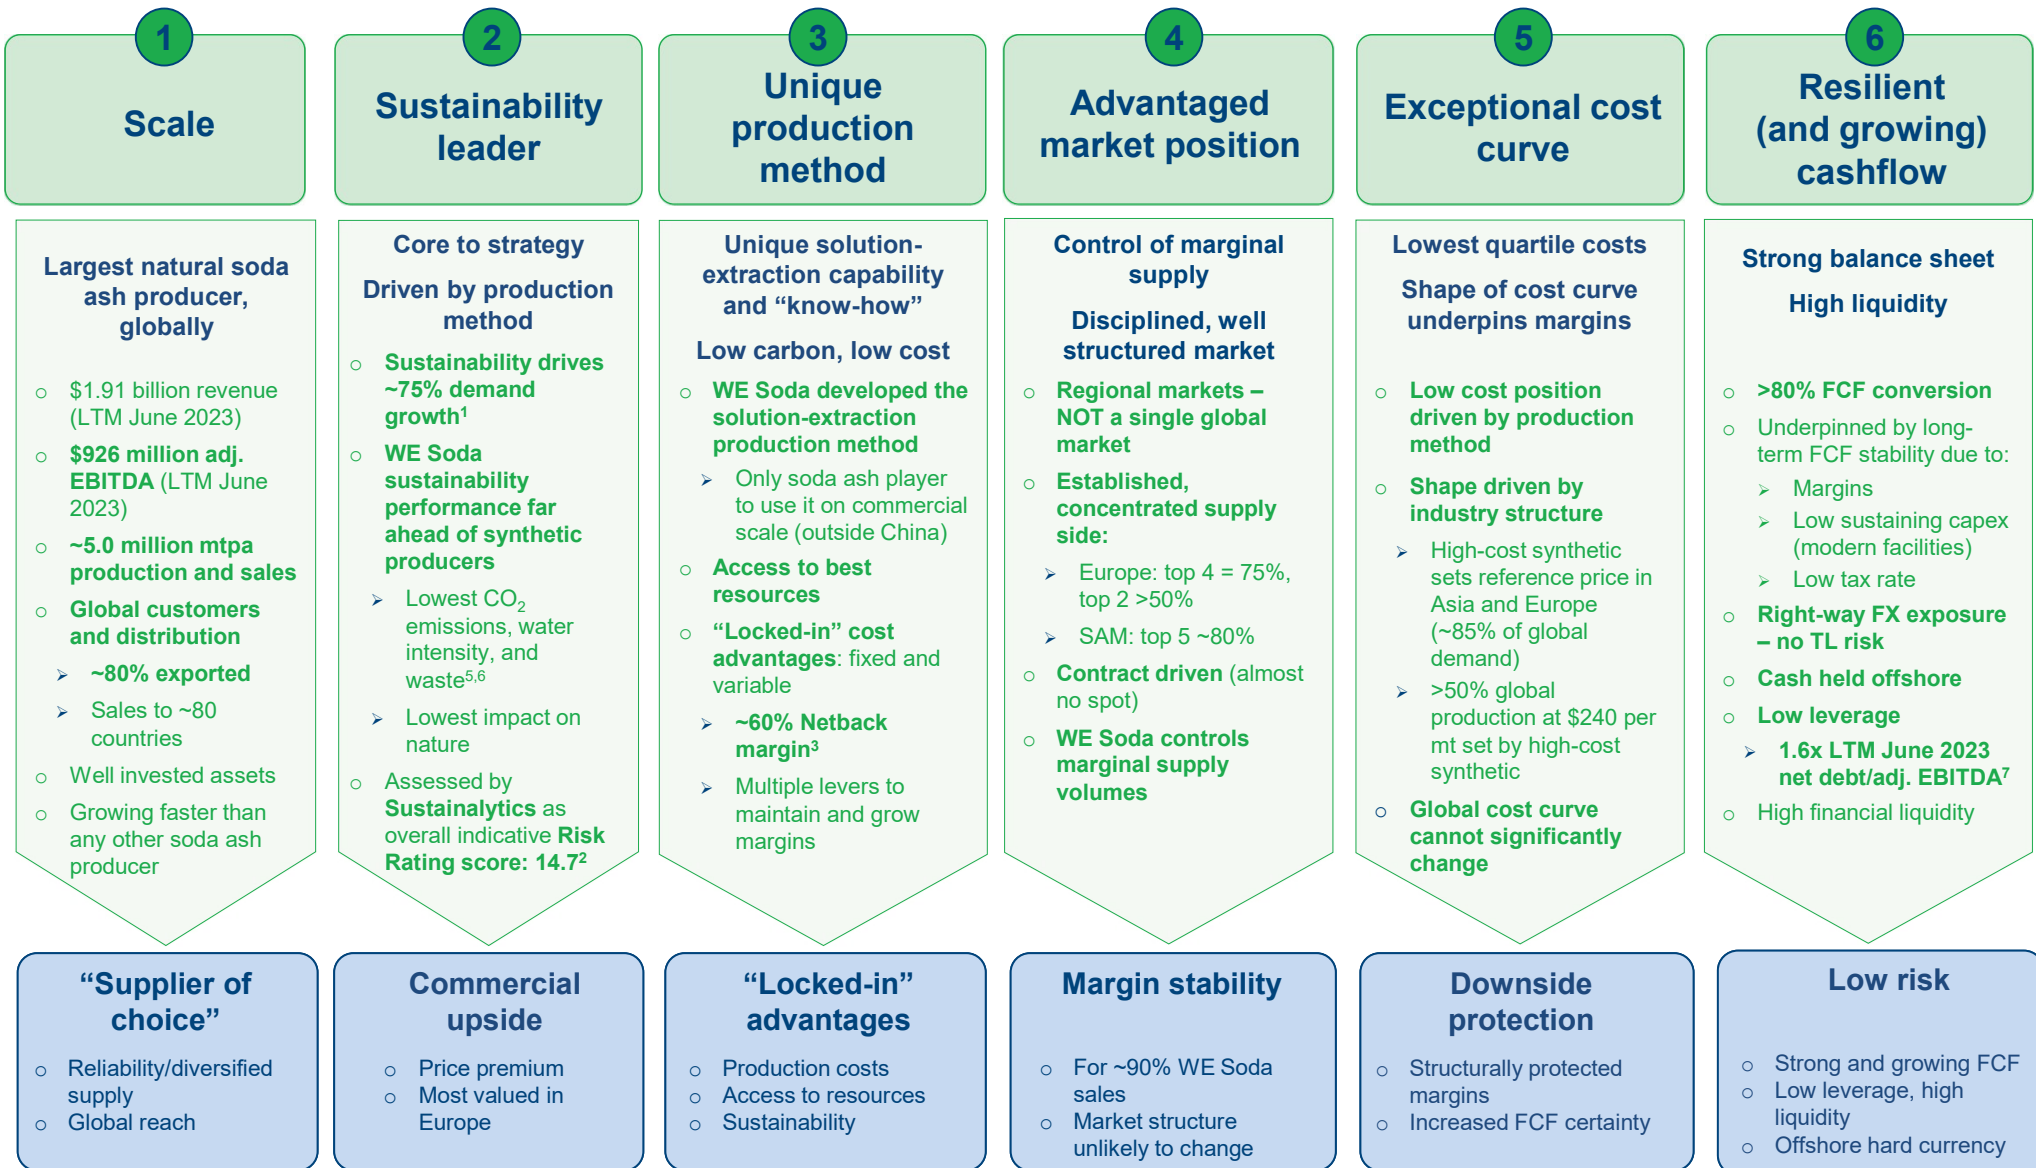 1
Scale
Largest natural soda
ash producer,
globally
○ $1.91 billion revenue
(LTM June 2023)
○ $926 million adj.
EBITDA (LTM June
2023)
○ ~5.0 million mtpa
production and sales
○ Global customers
and distribution
➢ ~80% exported
➢ Sales to ~80
countries
○ Well invested assets
○ Growing faster than
any other soda ash
producer
“Supplier of
choice”
○ Reliability/diversified
supply
○ Global reach
2
Sustainability
leader
Core to strategy
Driven by production
method
○ Sustainability drives
~75% demand
growth1
○ WE Soda
sustainability
performance far
ahead of synthetic
producers
➢ Lowest CO2
emissions, water
intensity, and
waste5,6
➢ Lowest impact on
nature
○ Assessed by
Sustainalytics as
overall indicative Risk
Rating score: 14.72
Commercial
upside
○ Price premium
○ Most valued in
Europe
3
Unique
production
method
Unique solution-
extraction capability
and “know-how”
Low carbon, low cost
○ WE Soda developed the
solution-extraction
production method
➢ Only soda ash player
to use it on commercial
scale (outside China)
○ Access to best
resources
○ “Locked-in” cost
advantages: fixed and
variable
➢ ~60% Netback
margin3
➢ Multiple levers to
maintain and grow
margins
“Locked-in”
advantages
○ Production costs
○ Access to resources
○ Sustainability
4
Advantaged
market position
Control of marginal
supply
Disciplined, well
structured market
○ Regional markets –
NOT a single global
market
○ Established,
concentrated supply
side:
➢ Europe: top 4 = 75%,
top 2 >50%
➢ SAM: top 5 ~80%
○ Contract driven (almost
no spot)
○ WE Soda controls
marginal supply
volumes
Margin stability
○ For ~90% WE Soda
sales
○ Market structure
unlikely to change
5
Exceptional cost
curve
Lowest quartile costs
Shape of cost curve
underpins margins
○ Low cost position
driven by production
method
○ Shape driven by
industry structure
➢ High-cost synthetic
sets reference price in
Asia and Europe
(~85% of global
demand)
➢ >50% global
production at $240 per
mt set by high-cost
synthetic
○ Global cost curve
cannot significantly
change
Downside
protection
○ Structurally protected
margins
○ Increased FCF certainty
6
Resilient
(and growing)
cashflow
Strong balance sheet
High liquidity
○ >80% FCF conversion
○ Underpinned by long-
term FCF stability due to:
➢ Margins
➢ Low sustaining capex
(modern facilities)
➢ Low tax rate
○ Right-way FX exposure
– no TL risk
○ Cash held offshore
○ Low leverage
➢ 1.6x LTM June 2023
net debt/adj. EBITDA7
○ High financial liquidity
Low risk
○ Strong and growing FCF
○ Low leverage, high
liquidity
○ Offshore hard currency